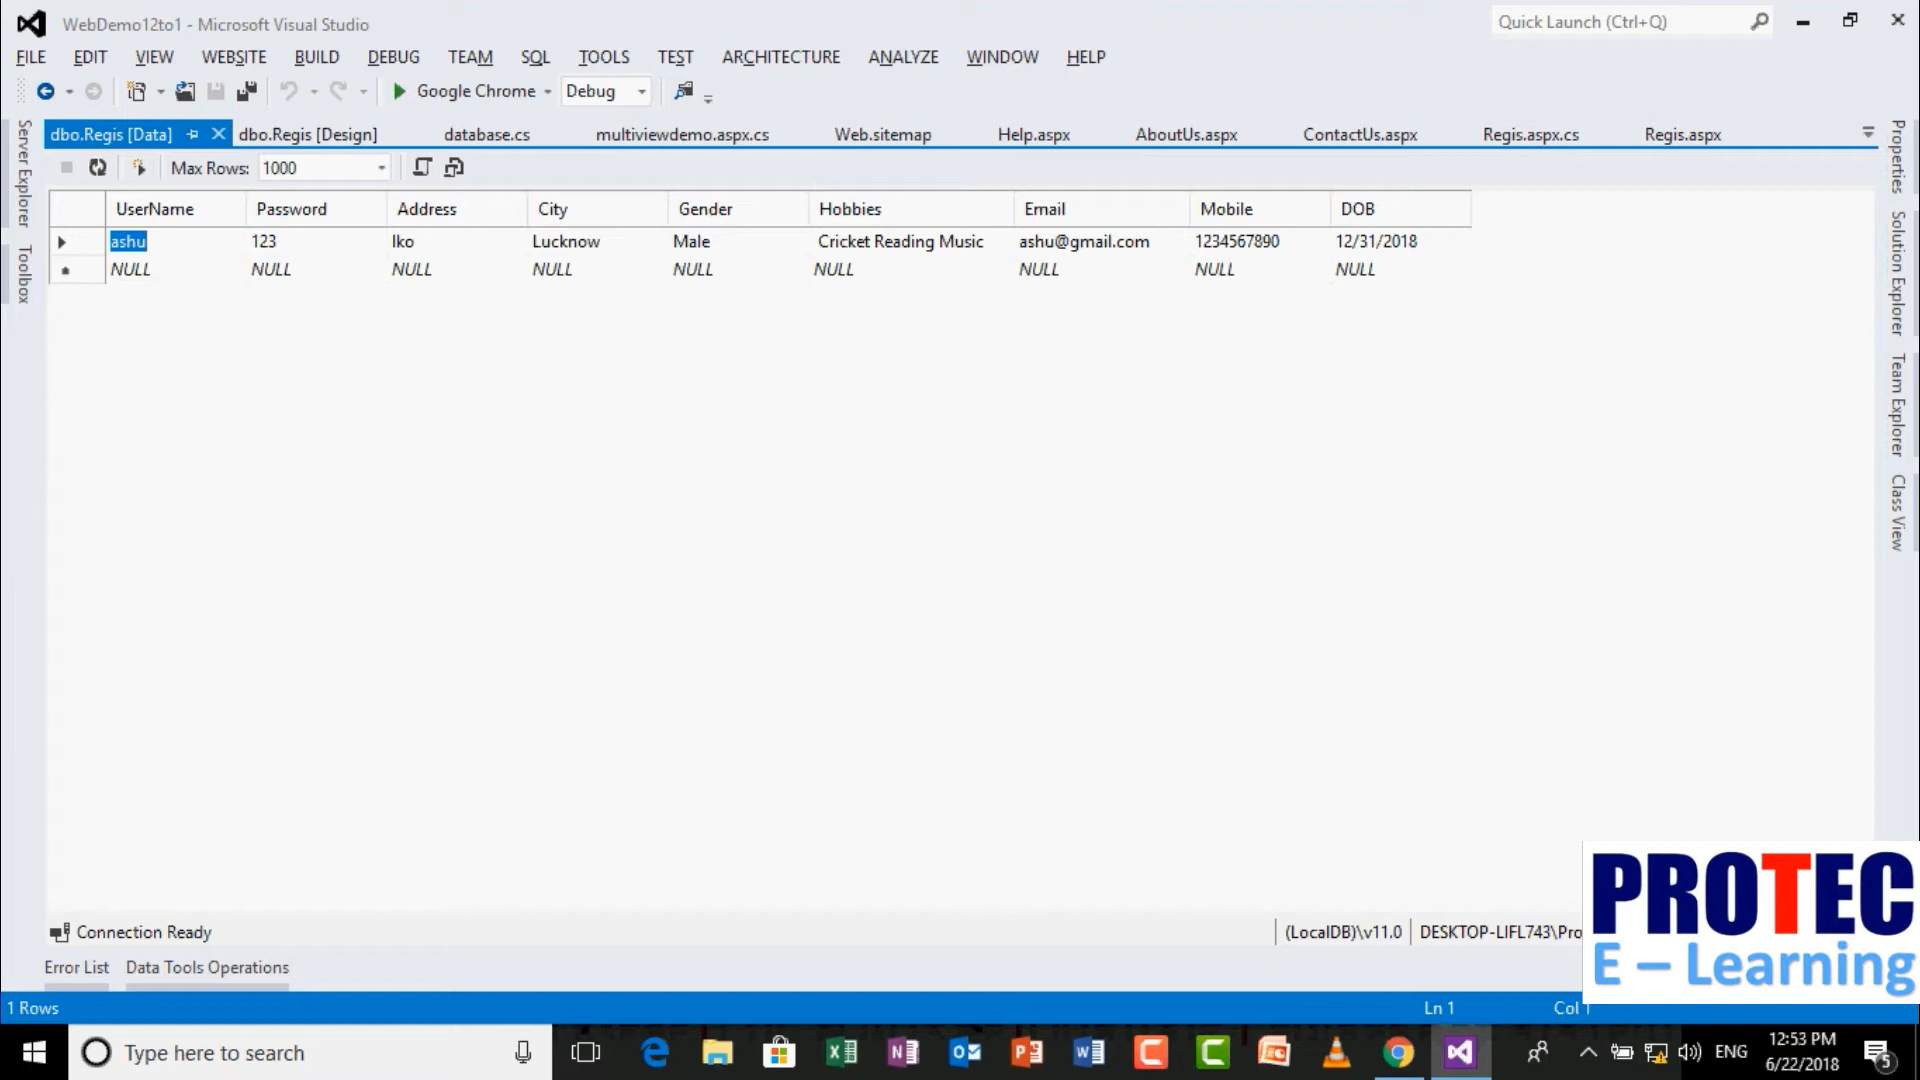 WebDemo12to1 - Microsoft Visual Studio
Quick Launch (Ctrl+Q)
FILE EDIT VIEW WEBSITE BUILD DEBUG TEAM SQL TOOLS TEST ARCHITECTURE ANALYZE WINDOW HELP
Google Chrome Debug
dbo.Regis [Data] dbo.Regis [Design] database.cs multiviewdemo.aspx.cs Web.sitemap Help.aspx AboutUs.aspx ContactUs.aspx Regis.aspx.cs Regis.aspx
Max Rows: 1000
UserName Password Address City Gender Hobbies Email Mobile DOB
ashu 123 lko Lucknow Male Cricket Reading Music ashu@gmail.com 1234567890 12/31/2018
NULL NULL NULL NULL NULL NULL NULL NULL NULL
Server Explorer
Toolbox
Properties
Solution Explorer
Team Explorer
Class View
Connection Ready
(LocalDB)\v11.0 DESKTOP-LIFL743\Pro
PROTEC
E – Learning
Error List Data Tools Operations
1 Rows Ln 1 Col 1
Type here to search
ENG
12:53 PM
6/22/2018
5